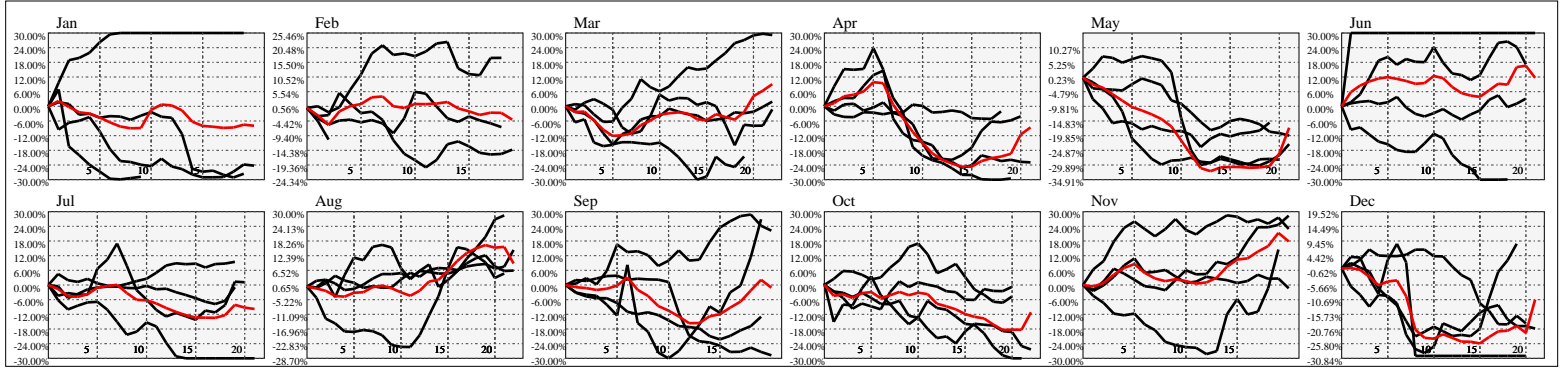 Jan Feb Mar Apr May Jun
30.00% 25.46% 30.00% 30.00% 30.00%
24.00% 20.48% 24.00% 24.00% 10.27% 24.00%
18.00% 15.50% 18.00% 18.00% 5.25% 18.00%
12.00% 10.52% 12.00% 12.00% 0.23% 12.00%
6.00% 5.54% 6.00% 6.00% -4.79% 6.00%
0.00% 0.56% 0.00% 0.00% -9.81% 0.00%
-6.00% -4.42% -6.00% -6.00% -14.83% -6.00%
-12.00% -9.40% -12.00% -12.00% -19.85% -12.00%
-18.00% -14.38% -18.00% -18.00% -24.87% -18.00%
-24.00% 5 10 15 -19.36% 5 10 15 -24.00% 5 10 15 20 -24.00% 5 10 15 20 -29.89% 5 10 15 20 -24.00% 5 10 15 20
-30.00% -24.34% -30.00% -30.00% -34.91% -30.00%
Jul Aug Sep Oct Nov Dec
30.00% 30.00% 30.00% 30.00% 30.00% 19.52%
24.00% 24.13% 24.00% 24.00% 24.00% 14.49%
18.00% 18.26% 18.00% 18.00% 18.00% 9.45%
12.00% 12.39% 12.00% 12.00% 12.00% 4.42%
6.00% 6.52% 6.00% 6.00% 6.00% -0.62%
0.00% 0.65% 0.00% 0.00% 0.00% -5.66%
-6.00% -5.22% -6.00% -6.00% -6.00% -10.69%
-12.00% -11.09% -12.00% -12.00% -12.00% -15.73%
-18.00% -16.96% -18.00% -18.00% -18.00% -20.76%
-24.00% 5 10 15 20 -22.83% 5 10 15 20 -24.00% 5 10 15 -24.00% 5 10 15 20 -24.00% 5 10 15 -25.80% 5 10 15 20
-30.00% -28.70% -30.00% -30.00% -30.00% -30.84%